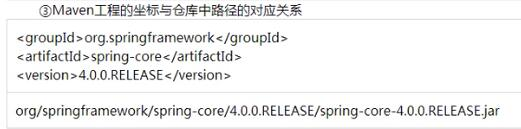 ③Maven工程的坐标与仓库中路径的对应关系
<groupId>org.springframework</groupId>
<artifactId>spring-core</artifactId>
<version>4.0.0.RELEASE</version>
org/springframework/spring-core/4.0.0.RELEASE/spring-core-4.0.0.RELEASE.jar